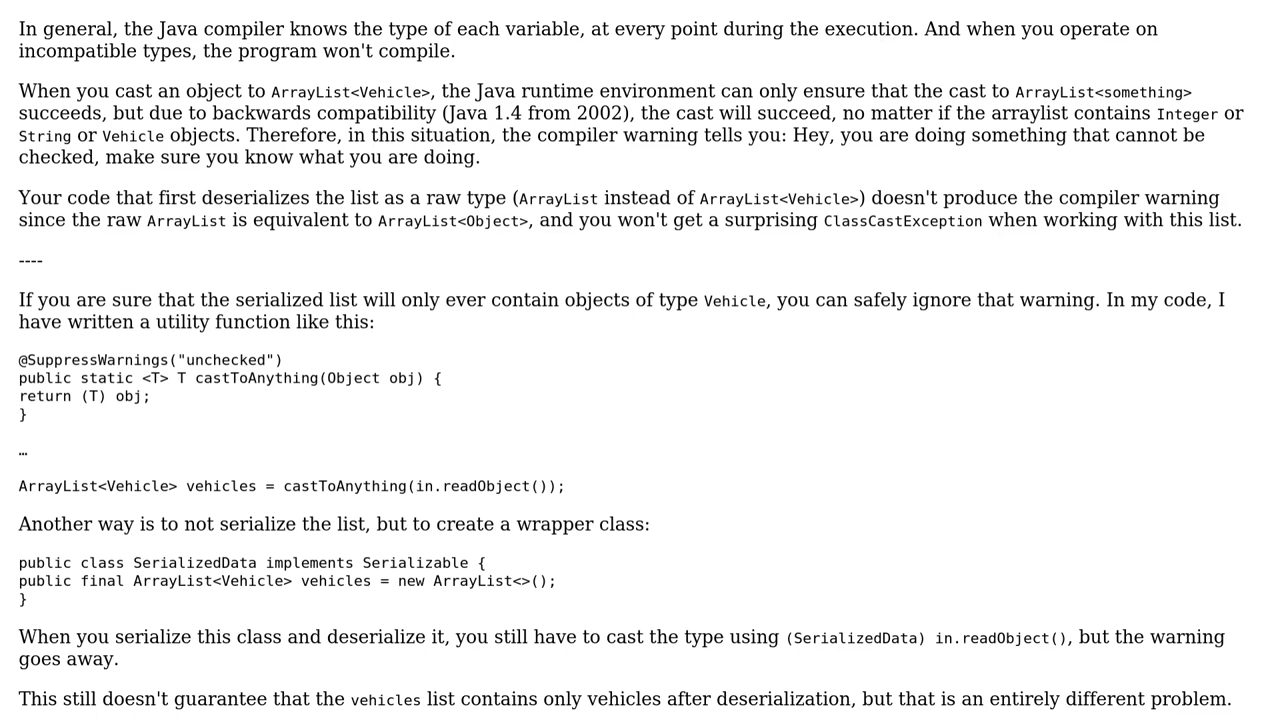 In general, the Java compiler knows the type of each variable, at every point during the execution. And when you operate on
incompatible types, the program won't compile.
When you cast an object to ArrayList<Vehicle>, the Java runtime environment can only ensure that the cast to ArrayList<something>
succeeds, but due to backwards compatibility (Java 1.4 from 2002), the cast will succeed, no matter if the arraylist contains Integer or
String or Vehicle objects. Therefore, in this situation, the compiler warning tells you: Hey, you are doing something that cannot be
checked, make sure you know what you are doing.
Your code that first deserializes the list as a raw type (ArrayList instead of ArrayList<Vehicle>) doesn't produce the compiler warning
since the raw ArrayList is equivalent to ArrayList<Object>, and you won't get a surprising ClassCastException when working with this list.
----
If you are sure that the serialized list will only ever contain objects of type Vehicle, you can safely ignore that warning. In my code, I
have written a utility function like this:
@SuppressWarnings("unchecked")
public static <T> T castToAnything(Object obj) {
return (T) obj;
}
…
ArrayList<Vehicle> vehicles = castToAnything(in.readObject());
Another way is to not serialize the list, but to create a wrapper class:
public class SerializedData implements Serializable {
public final ArrayList<Vehicle> vehicles = new ArrayList<>();
}
When you serialize this class and deserialize it, you still have to cast the type using (SerializedData) in.readObject(), but the warning
goes away.
This still doesn't guarantee that the vehicles list contains only vehicles after deserialization, but that is an entirely different problem.